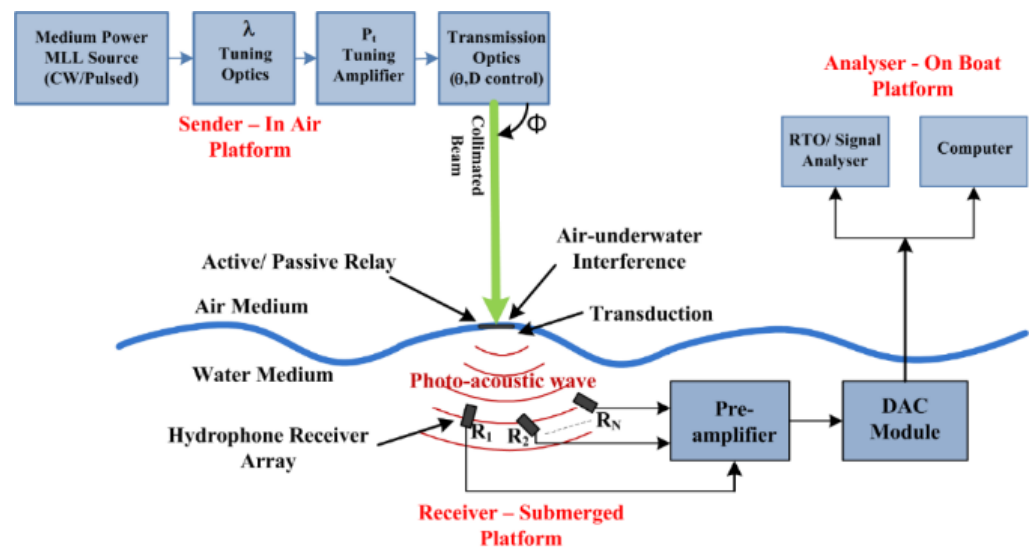 Medium Power
MLL Source
(CW/Pulsed)
λ
Tuning
Optics
Pₜ
Tuning
Amplifier
Transmission
Optics
(θ,D control)
Sender – In Air
Platform
Φ
Collimated
Beam
Analyser - On Boat
Platform
RTO/ Signal
Analyser
Computer
Active/ Passive Relay
Air-underwater
Interference
Air Medium
Transduction
Water Medium
Photo-acoustic wave
Hydrophone Receiver
Array
R₁
R₂
R_N
Pre-
amplifier
DAC
Module
Receiver – Submerged
Platform